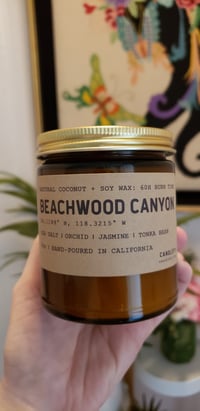 NATURAL COCONUT + SOY WAX: 60H BURN TIME
BEACHWOOD CANYON
118.3215° W
SALT | ORCHID | JASMINE | TONKA BEAN
HAND-POURED IN CALIFORNIA